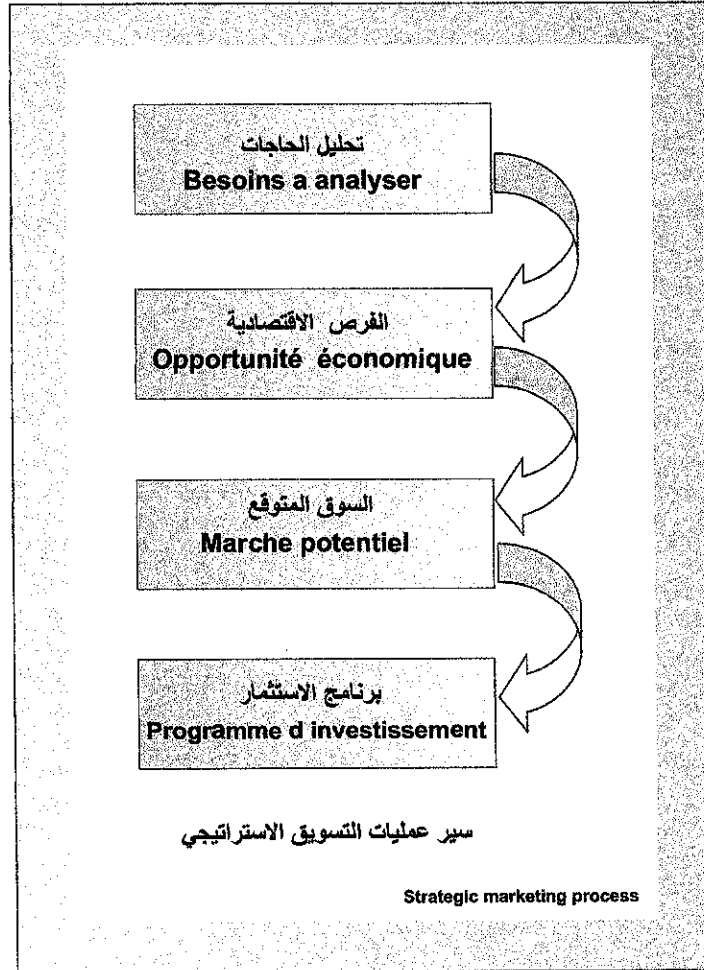 تحليل الحاجات
Besoins a analyser
الفرص الاقتصادية
Opportunité économique
السوق المتوقع
Marche potentiel
برنامج الاستثمار
Programme d investissement
سير عمليات التسويق الاستراتيجي
Strategic marketing process